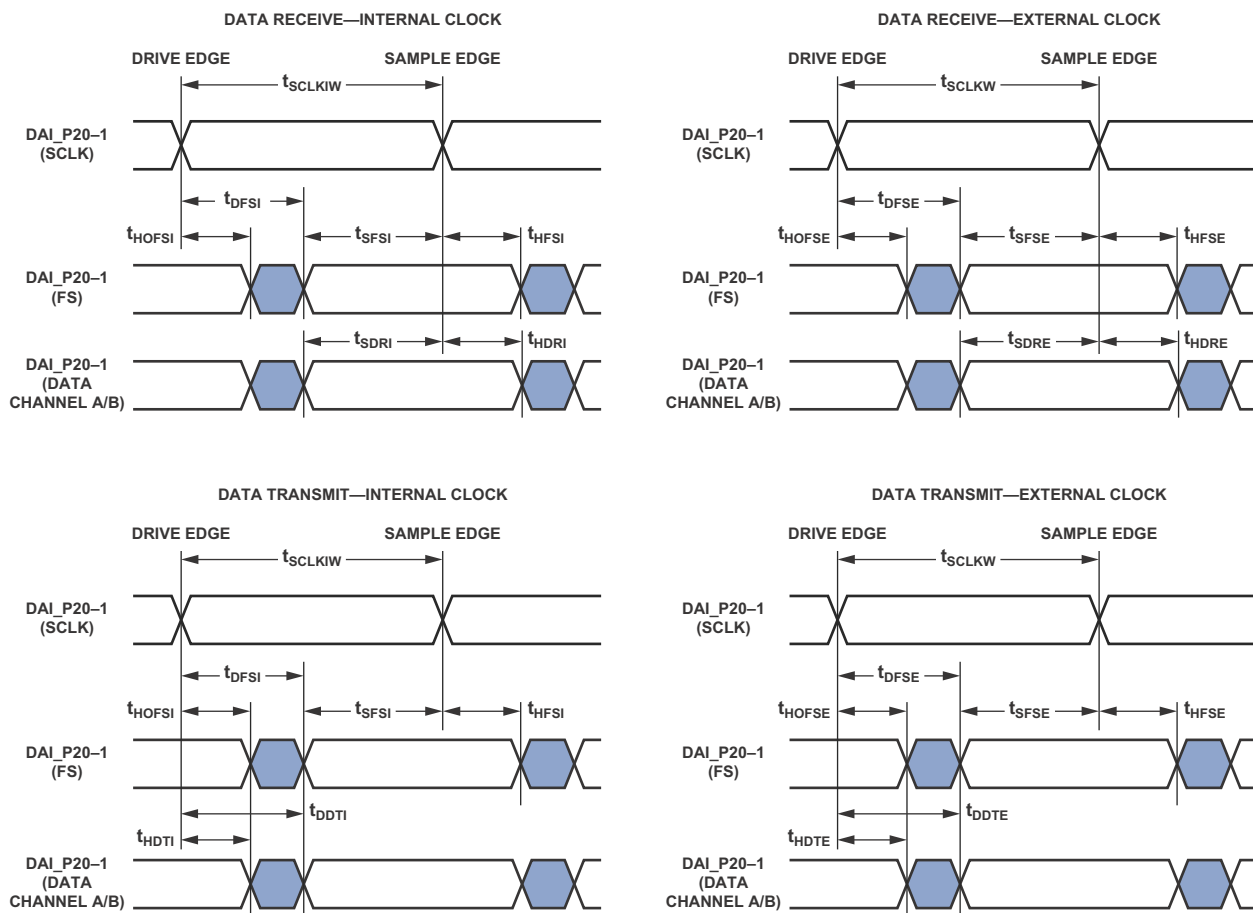 DATA RECEIVE—INTERNAL CLOCK
DRIVE EDGE
SAMPLE EDGE
tSCLKIW
DAI_P20–1
(SCLK)
tDFSI
tHOFSI
tSFSI
tHFSI
DAI_P20–1
(FS)
tSDRI
tHDRI
DAI_P20–1
(DATA
CHANNEL A/B)
DATA RECEIVE—EXTERNAL CLOCK
DRIVE EDGE
SAMPLE EDGE
tSCLKW
DAI_P20–1
(SCLK)
tDFSE
tHOFSE
tSFSE
tHFSE
DAI_P20–1
(FS)
tSDRE
tHDRE
DAI_P20–1
(DATA
CHANNEL A/B)
DATA TRANSMIT—INTERNAL CLOCK
DRIVE EDGE
SAMPLE EDGE
tSCLKIW
DAI_P20–1
(SCLK)
tDFSI
tHOFSI
tSFSI
tHFSI
DAI_P20–1
(FS)
tDDTI
tHDTI
DAI_P20–1
(DATA
CHANNEL A/B)
DATA TRANSMIT—EXTERNAL CLOCK
DRIVE EDGE
SAMPLE EDGE
tSCLKW
DAI_P20–1
(SCLK)
tDFSE
tHOFSE
tSFSE
tHFSE
DAI_P20–1
(FS)
tDDTE
tHDTE
DAI_P20–1
(DATA
CHANNEL A/B)